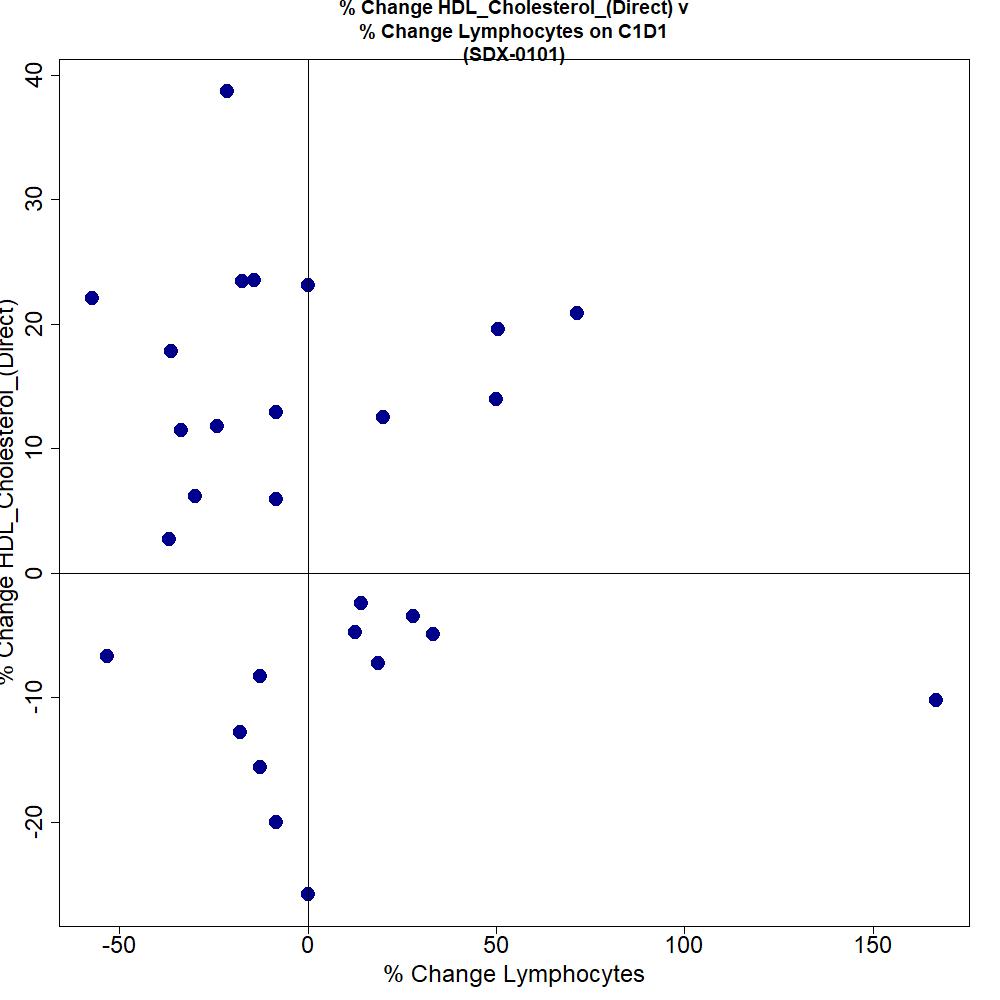 % Change HDL_Cholesterol_(Direct) v
% Change Lymphocytes on C1D1
(SDX-0101)
% Change HDL_Cholesterol_(Direct)
40
30
20
10
0
-10
-20
-50
0
50
100
150
% Change Lymphocytes